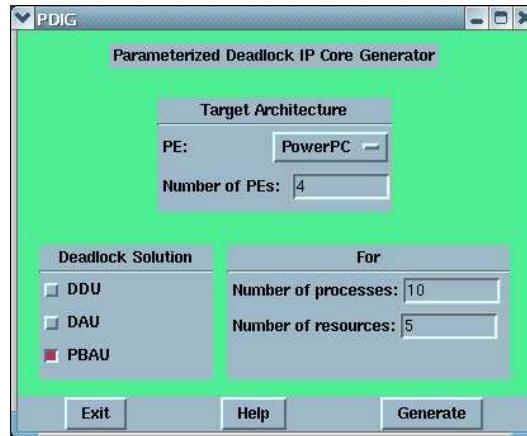 PDIG
Parameterized Deadlock IP Core Generator
Target Architecture
PE: PowerPC
Number of PEs: 4
Deadlock Solution
DDU
DAU
PBAU
For
Number of processes: 10
Number of resources: 5
Exit Help Generate